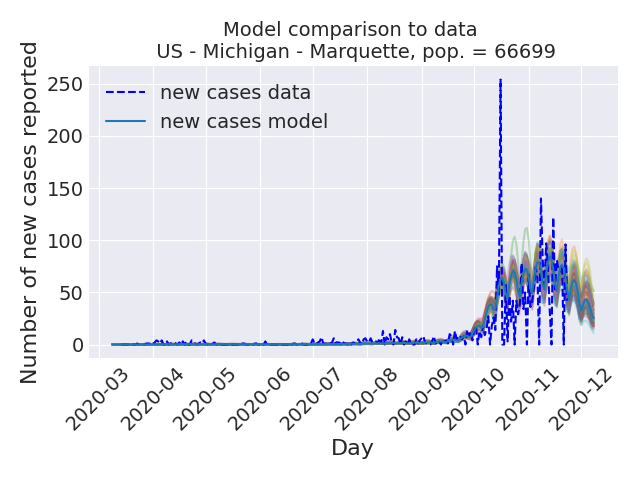 Model comparison to data
US - Michigan - Marquette, pop. = 66699
Number of new cases reported
250
200
150
100
50
0
new cases data
new cases model
2020-03
2020-04
2020-05
2020-06
2020-07
2020-08
2020-09
2020-10
2020-11
2020-12
Day